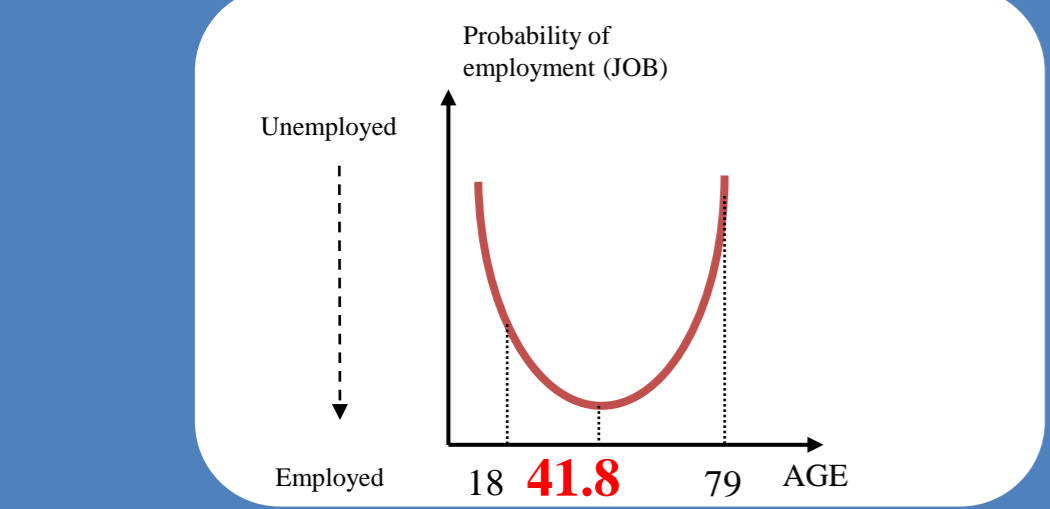 Probability of
employment (JOB)
Unemployed
Employed
18
41.8
79
AGE